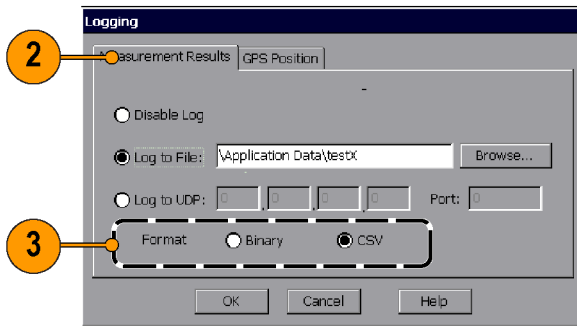 Logging
2
Measurement Results GPS Position
Disable Log
Log to File: \Application Data\testX Browse...
Log to UDP: 0 . 0 . 0 . 0 Port: 0
3
Format Binary CSV
OK Cancel Help